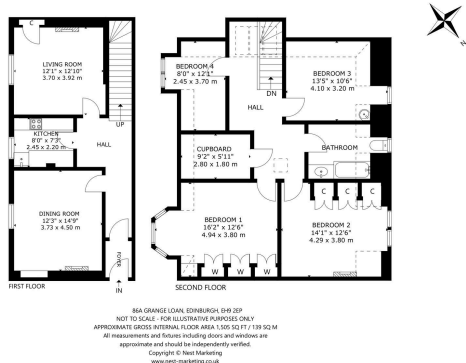 C
LIVING ROOM
12'1" x 12'10"
3.70 x 3.92 m
UP
KITCHEN
8'0" x 7'3"
2.45 x 2.20 m
HALL
DINING ROOM
12'3" x 14'9"
3.73 x 4.50 m
FOYER
IN
FIRST FLOOR
BEDROOM 4
8'0" x 12'1"
2.45 x 3.70 m
DN
HALL
BEDROOM 3
13'5" x 10'6"
4.10 x 3.20 m
CUPBOARD
9'2" x 5'11"
2.80 x 1.80 m
BATHROOM
C C C
BEDROOM 1
16'2" x 12'6"
4.94 x 3.80 m
BEDROOM 2
14'1" x 12'6"
4.29 x 3.80 m
W W W
SECOND FLOOR
N
86A GRANGE LOAN, EDINBURGH, EH9 2EP
NOT TO SCALE - FOR ILLUSTRATIVE PURPOSES ONLY
APPROXIMATE GROSS INTERNAL FLOOR AREA 1,505 SQ FT / 139 SQ M
All measurements and fixtures including doors and windows are
approximate and should be independently verified.
Copyright © Nest Marketing
www.nest-marketing.co.uk